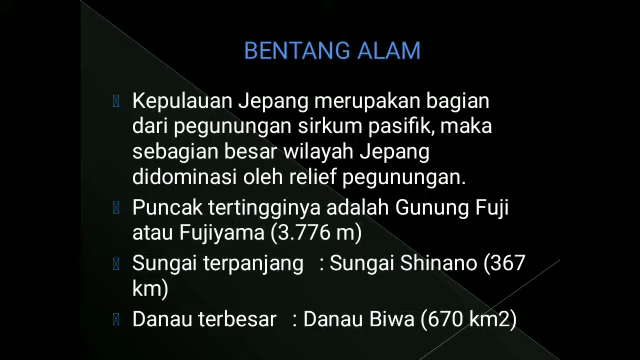 BENTANG ALAM
Kepulauan Jepang merupakan bagian
dari pegunungan sirkum pasifik, maka
sebagian besar wilayah Jepang
didominasi oleh relief pegunungan.
Puncak tertingginya adalah Gunung Fuji
atau Fujiyama (3.776 m)
Sungai terpanjang : Sungai Shinano (367
km)
Danau terbesar : Danau Biwa (670 km2)